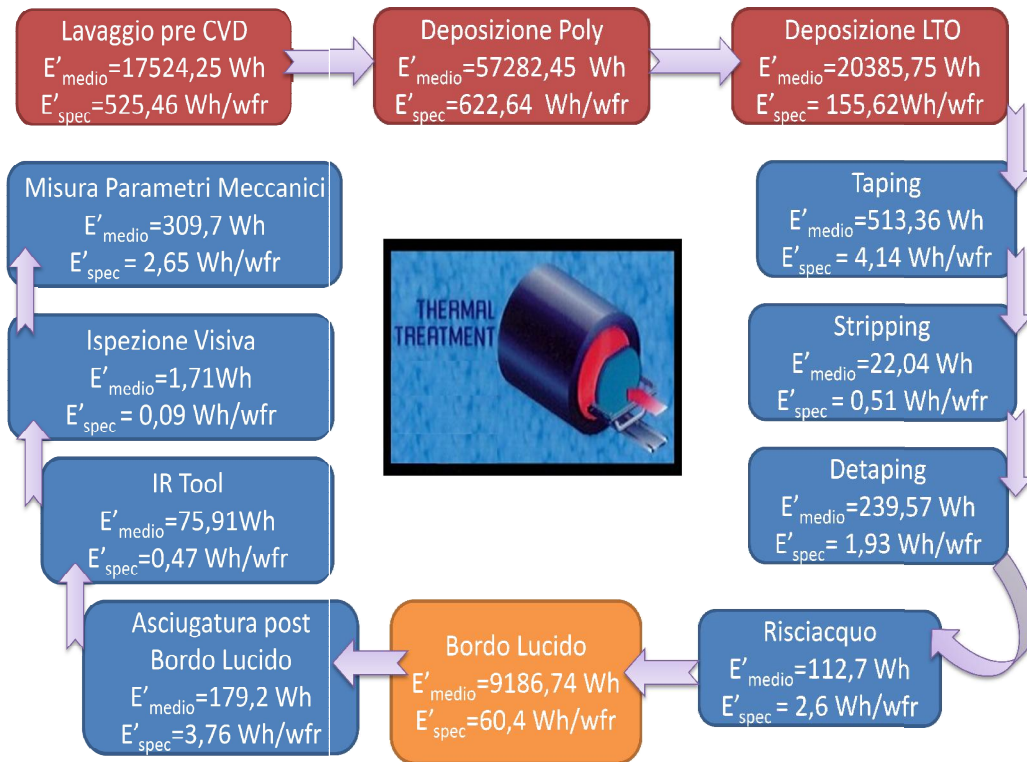 Lavaggio pre CVD
E'medio=17524,25 Wh
E'spec=525,46 Wh/wfr
Deposizione Poly
E'medio=57282,45 Wh
E'spec=622,64 Wh/wfr
Deposizione LTO
E'medio=20385,75 Wh
E'spec= 155,62Wh/wfr
Taping
E'medio=513,36 Wh
E'spec= 4,14 Wh/wfr
Stripping
E'medio=22,04 Wh
E'spec= 0,51 Wh/wfr
Detaping
E'medio=239,57 Wh
E'spec= 1,93 Wh/wfr
Risciacquo
E'medio=112,7 Wh
E'spec= 2,6 Wh/wfr
Bordo Lucido
E'medio=9186,74 Wh
E'spec=60,4 Wh/wfr
Asciugatura post
Bordo Lucido
E'medio=179,2 Wh
E'spec=3,76 Wh/wfr
IR Tool
E'medio=75,91Wh
E'spec=0,47 Wh/wfr
Ispezione Visiva
E'medio=1,71Wh
E'spec= 0,09 Wh/wfr
Misura Parametri Meccanici
E'medio=309,7 Wh
E'spec = 2,65 Wh/wfr
THERMAL
TREATMENT